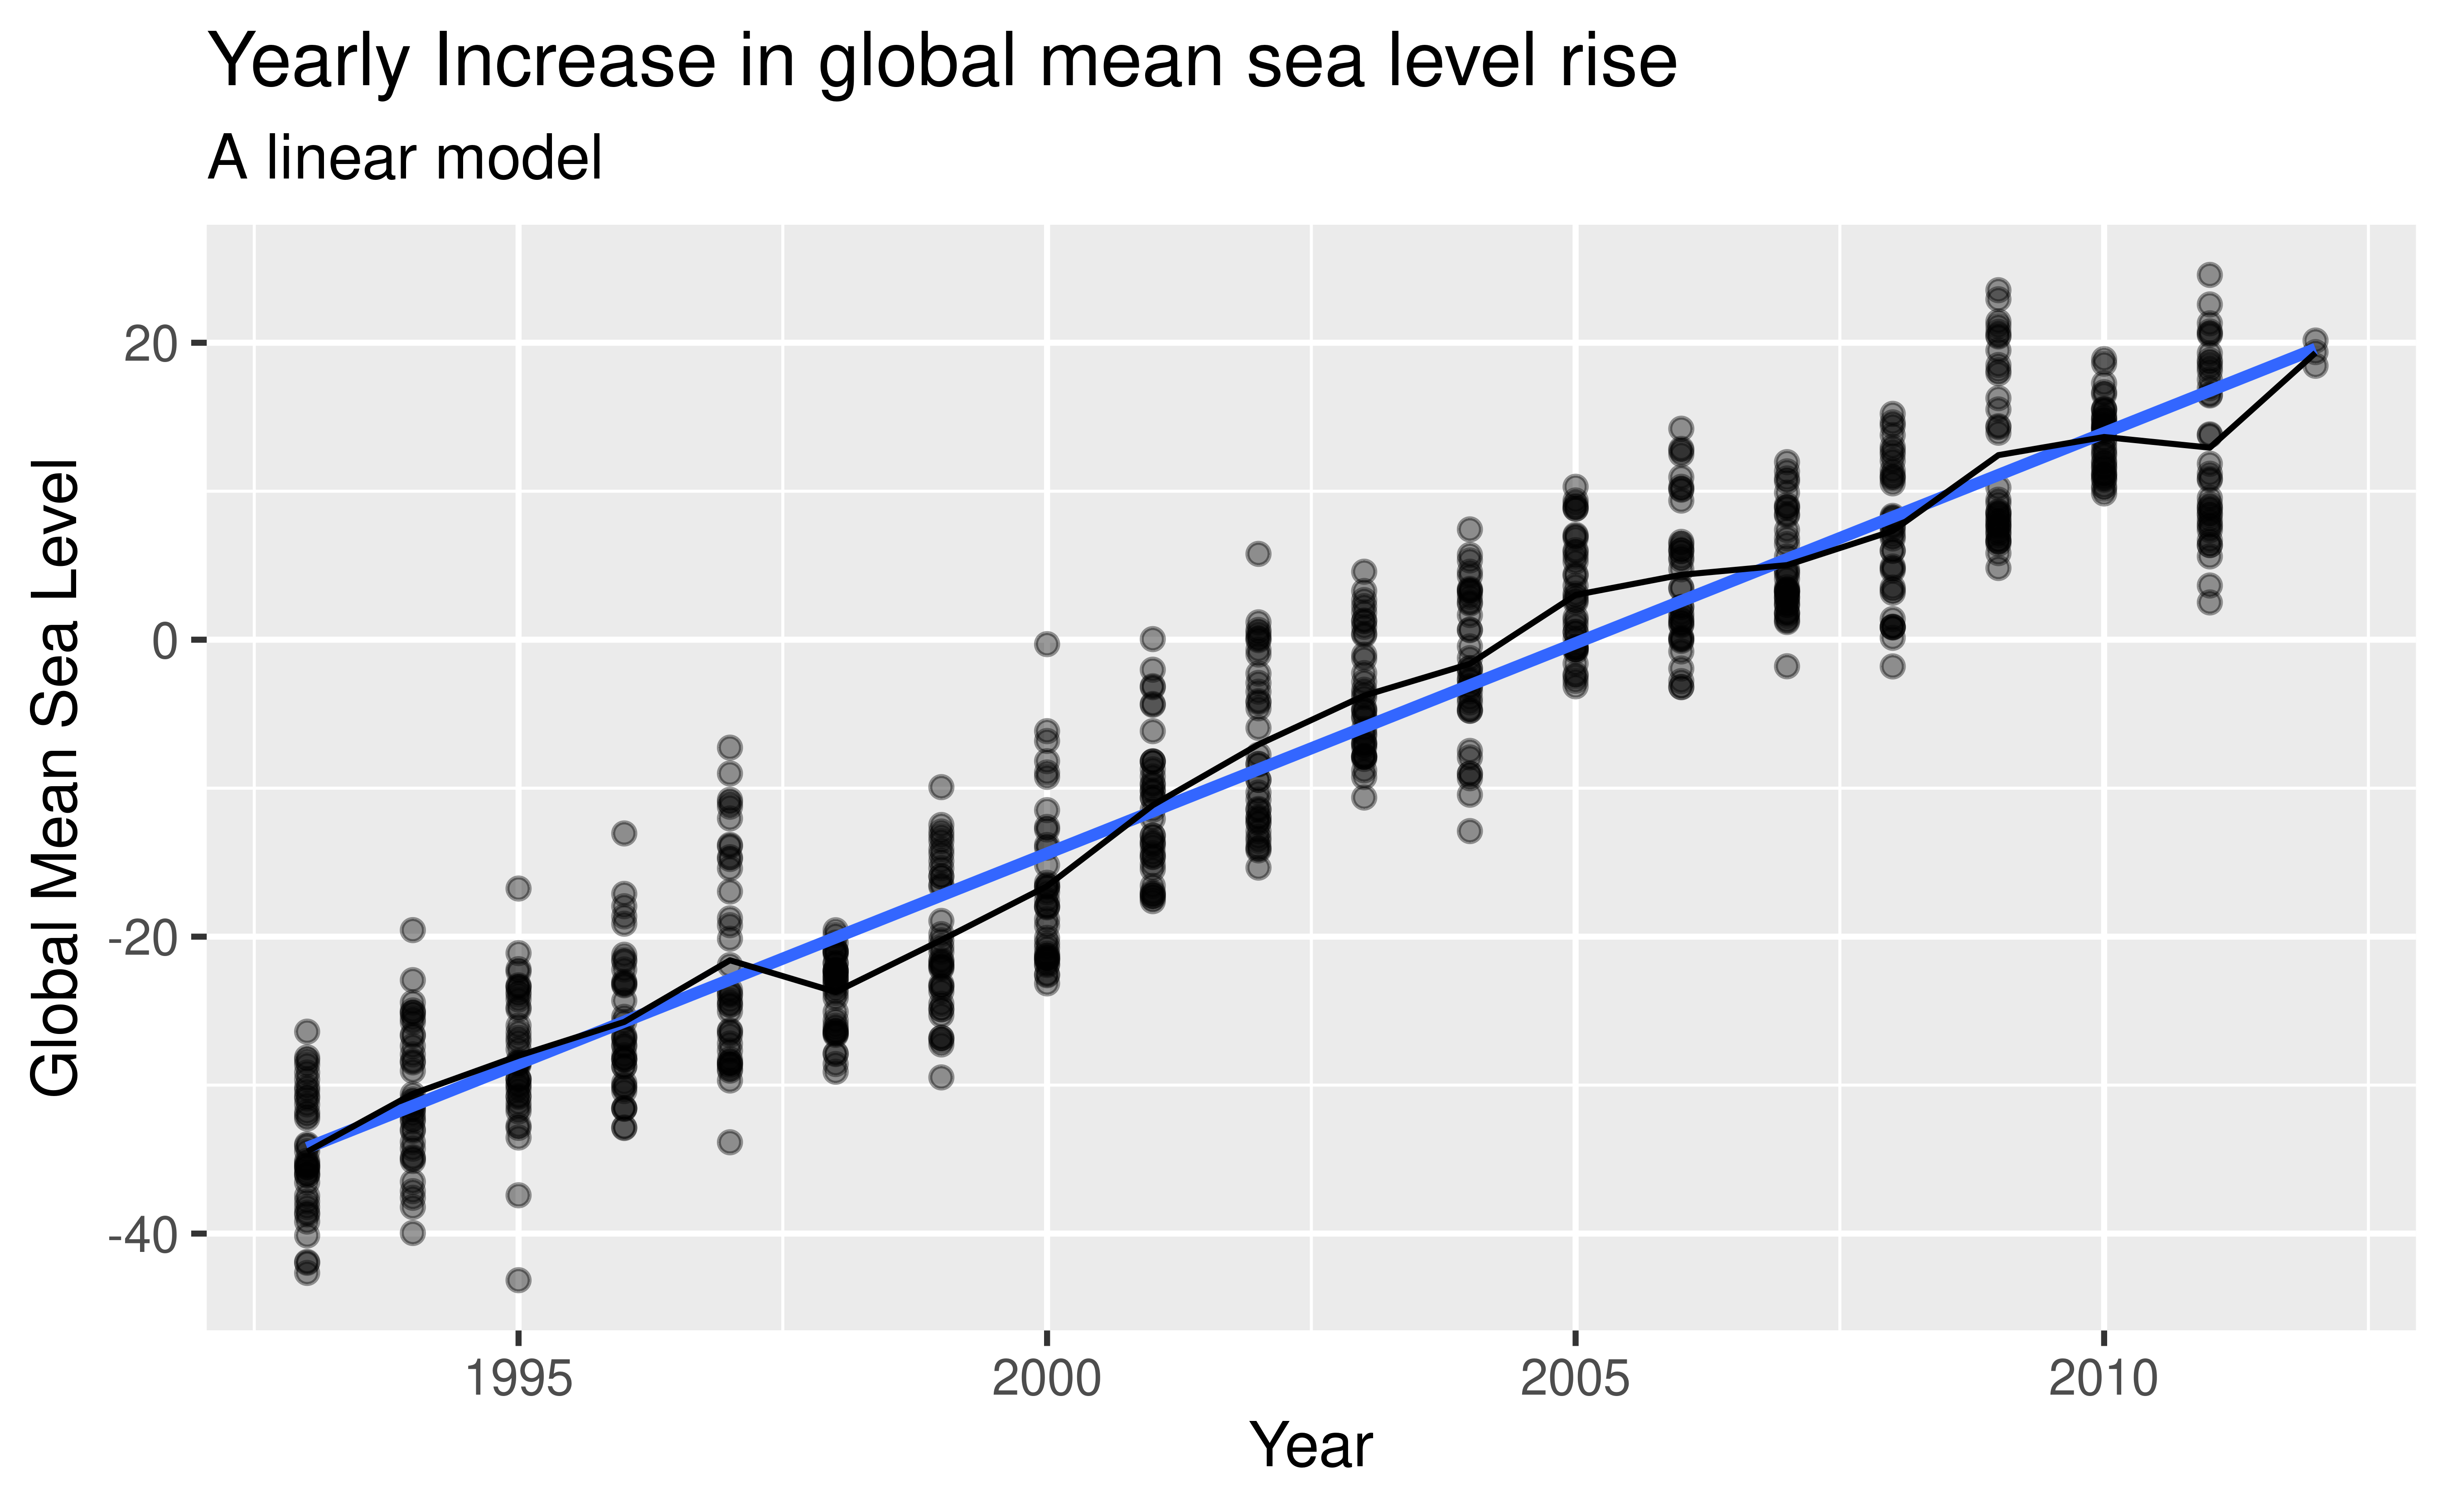 Yearly Increase in global mean sea level rise
A linear model
Global Mean Sea Level
20
0
-20
-40
1995 2000 2005 2010
Year